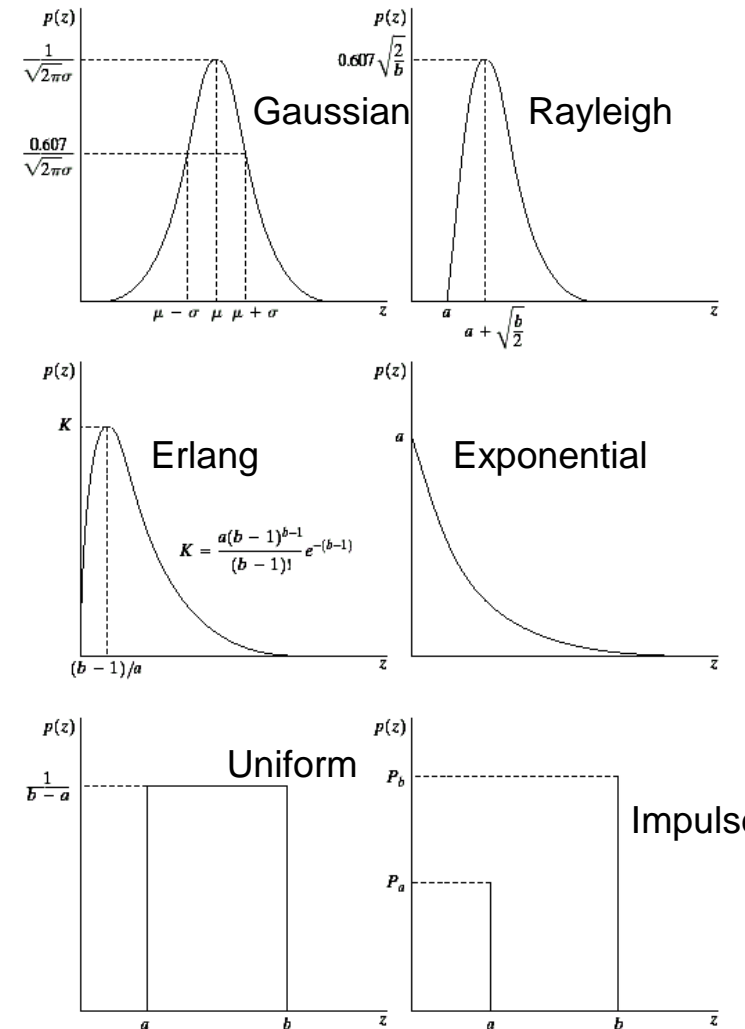 p(z)
1/√2πσ
Gaussian
0.607/√2πσ
μ − σ μ μ + σ
z
p(z)
0.607√2/b
Rayleigh
a
a + √b/2
z
p(z)
K
Erlang
K = a(b − 1)^b−1/(b − 1)! e^−(b−1)
(b − 1)/a
z
p(z)
a
Exponential
z
p(z)
1/b − a
Uniform
a
b
z
p(z)
P_b
Impulse
P_a
a
b
z